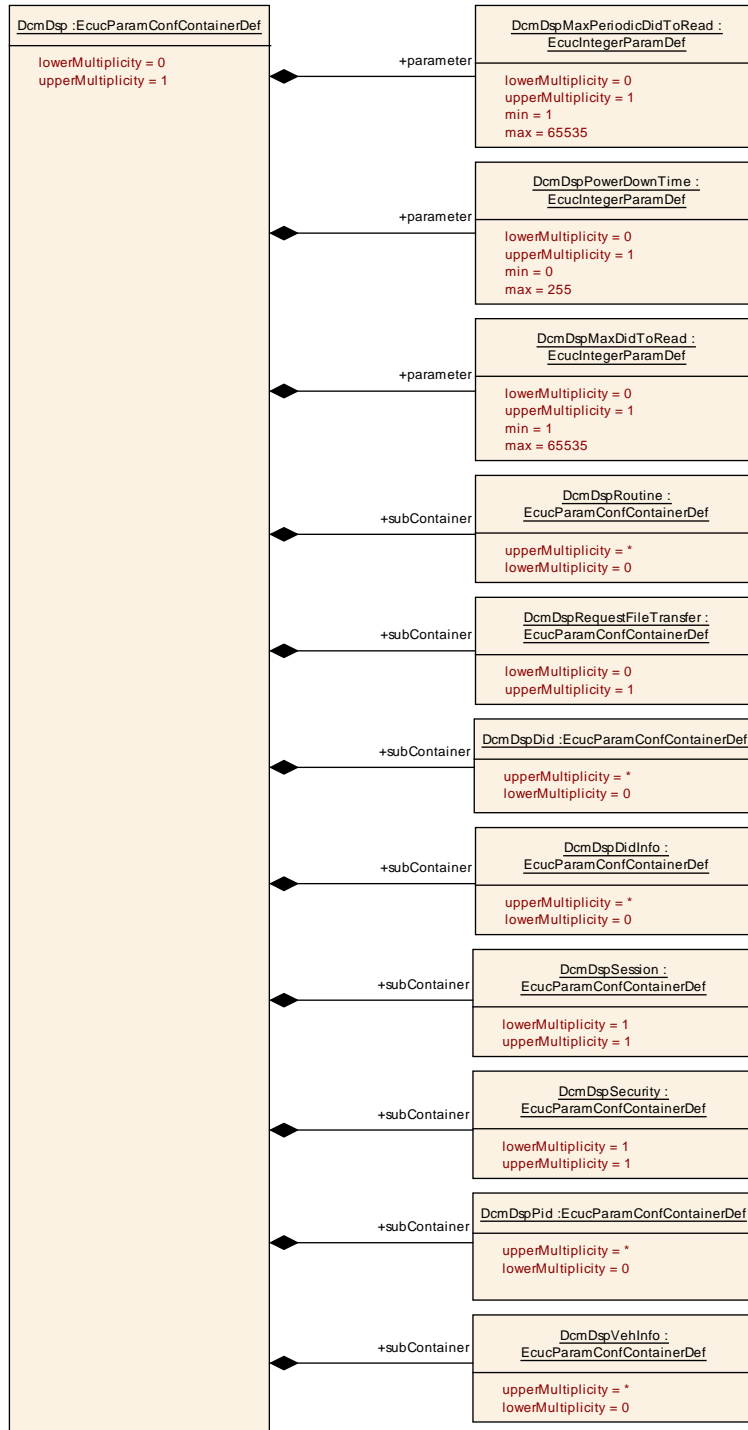 DcmDsp :EcucParamConfContainerDef
lowerMultiplicity = 0
upperMultiplicity = 1
+parameter
DcmDspMaxPeriodicDidToRead :
EcucIntegerParamDef
lowerMultiplicity = 0
upperMultiplicity = 1
min = 1
max = 65535
+parameter
DcmDspPowerDownTime :
EcucIntegerParamDef
lowerMultiplicity = 0
upperMultiplicity = 1
min = 0
max = 255
+parameter
DcmDspMaxDidToRead :
EcucIntegerParamDef
lowerMultiplicity = 0
upperMultiplicity = 1
min = 1
max = 65535
+subContainer
DcmDspRoutine :
EcucParamConfContainerDef
upperMultiplicity = *
lowerMultiplicity = 0
+subContainer
DcmDspRequestFileTransfer :
EcucParamConfContainerDef
lowerMultiplicity = 0
upperMultiplicity = 1
+subContainer
DcmDspDid :EcucParamConfContainerDef
upperMultiplicity = *
lowerMultiplicity = 0
+subContainer
DcmDspDidInfo :
EcucParamConfContainerDef
upperMultiplicity = *
lowerMultiplicity = 0
+subContainer
DcmDspSession :
EcucParamConfContainerDef
lowerMultiplicity = 1
upperMultiplicity = 1
+subContainer
DcmDspSecurity :
EcucParamConfContainerDef
lowerMultiplicity = 1
upperMultiplicity = 1
+subContainer
DcmDspPid :EcucParamConfContainerDef
upperMultiplicity = *
lowerMultiplicity = 0
+subContainer
DcmDspVehInfo :
EcucParamConfContainerDef
upperMultiplicity = *
lowerMultiplicity = 0